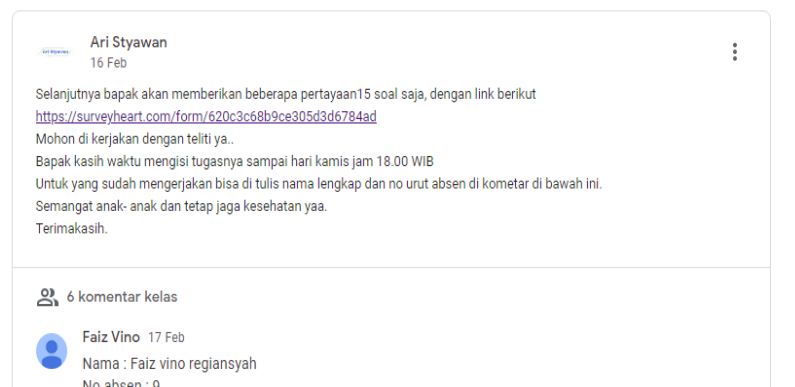 Ari Styawan
16 Feb
Selanjutnya bapak akan memberikan beberapa pertayaan15 soal saja, dengan link berikut
https://surveyheart.com/form/620c3c68b9ce305d3d6784ad
Mohon di kerjakan dengan teliti ya..
Bapak kasih waktu mengisi tugasnya sampai hari kamis jam 18.00 WIB
Untuk yang sudah mengerjakan bisa di tulis nama lengkap dan no urut absen di kometar di bawah ini.
Semangat anak- anak dan tetap jaga kesehatan yaa.
Terimakasih.
6 komentar kelas
Faiz Vino 17 Feb
Nama : Faiz vino regiansyah
No absen : 9